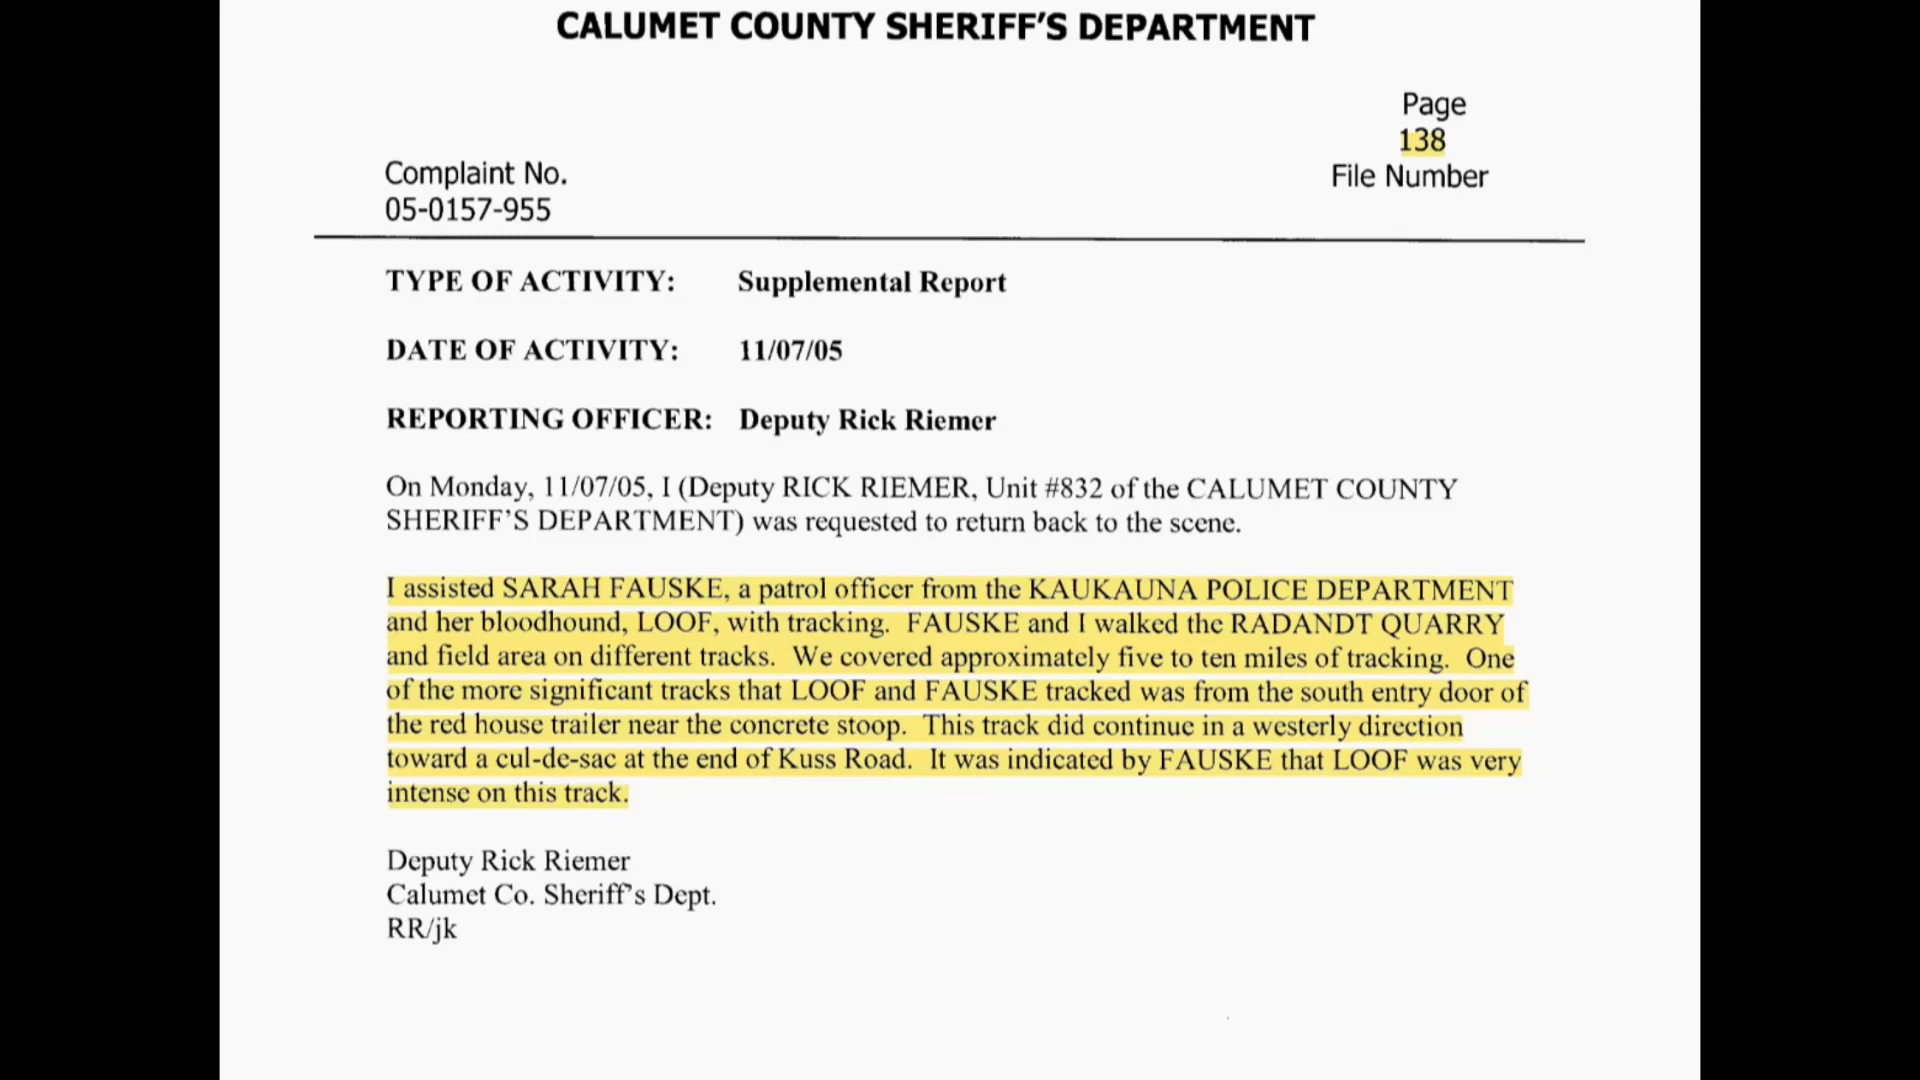 CALUMET COUNTY SHERIFF'S DEPARTMENT
Page
138
File Number
Complaint No.
05-0157-955
TYPE OF ACTIVITY: Supplemental Report
DATE OF ACTIVITY: 11/07/05
REPORTING OFFICER: Deputy Rick Riemer
On Monday, 11/07/05, I (Deputy RICK RIEMER, Unit #832 of the CALUMET COUNTY
SHERIFF'S DEPARTMENT) was requested to return back to the scene.
I assisted SARAH FAUSKE, a patrol officer from the KAUKAUNA POLICE DEPARTMENT
and her bloodhound, LOOF, with tracking. FAUSKE and I walked the RADANDT QUARRY
and field area on different tracks. We covered approximately five to ten miles of tracking. One
of the more significant tracks that LOOF and FAUSKE tracked was from the south entry door of
the red house trailer near the concrete stoop. This track did continue in a westerly direction
toward a cul-de-sac at the end of Kuss Road. It was indicated by FAUSKE that LOOF was very
intense on this track.
Deputy Rick Riemer
Calumet Co. Sheriff's Dept.
RR/jk